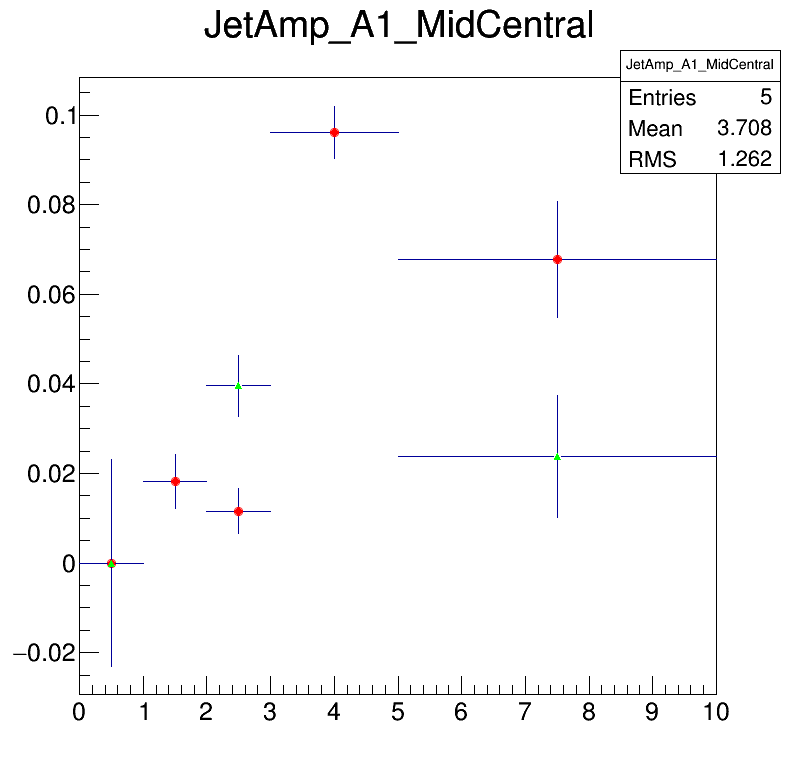 JetAmp_A1_MidCentral
JetAmp_A1_MidCentral
Entries 5
Mean 3.708
RMS 1.262
0.1
0.08
0.06
0.04
0.02
0
−0.02
0 1 2 3 4 5 6 7 8 9 10